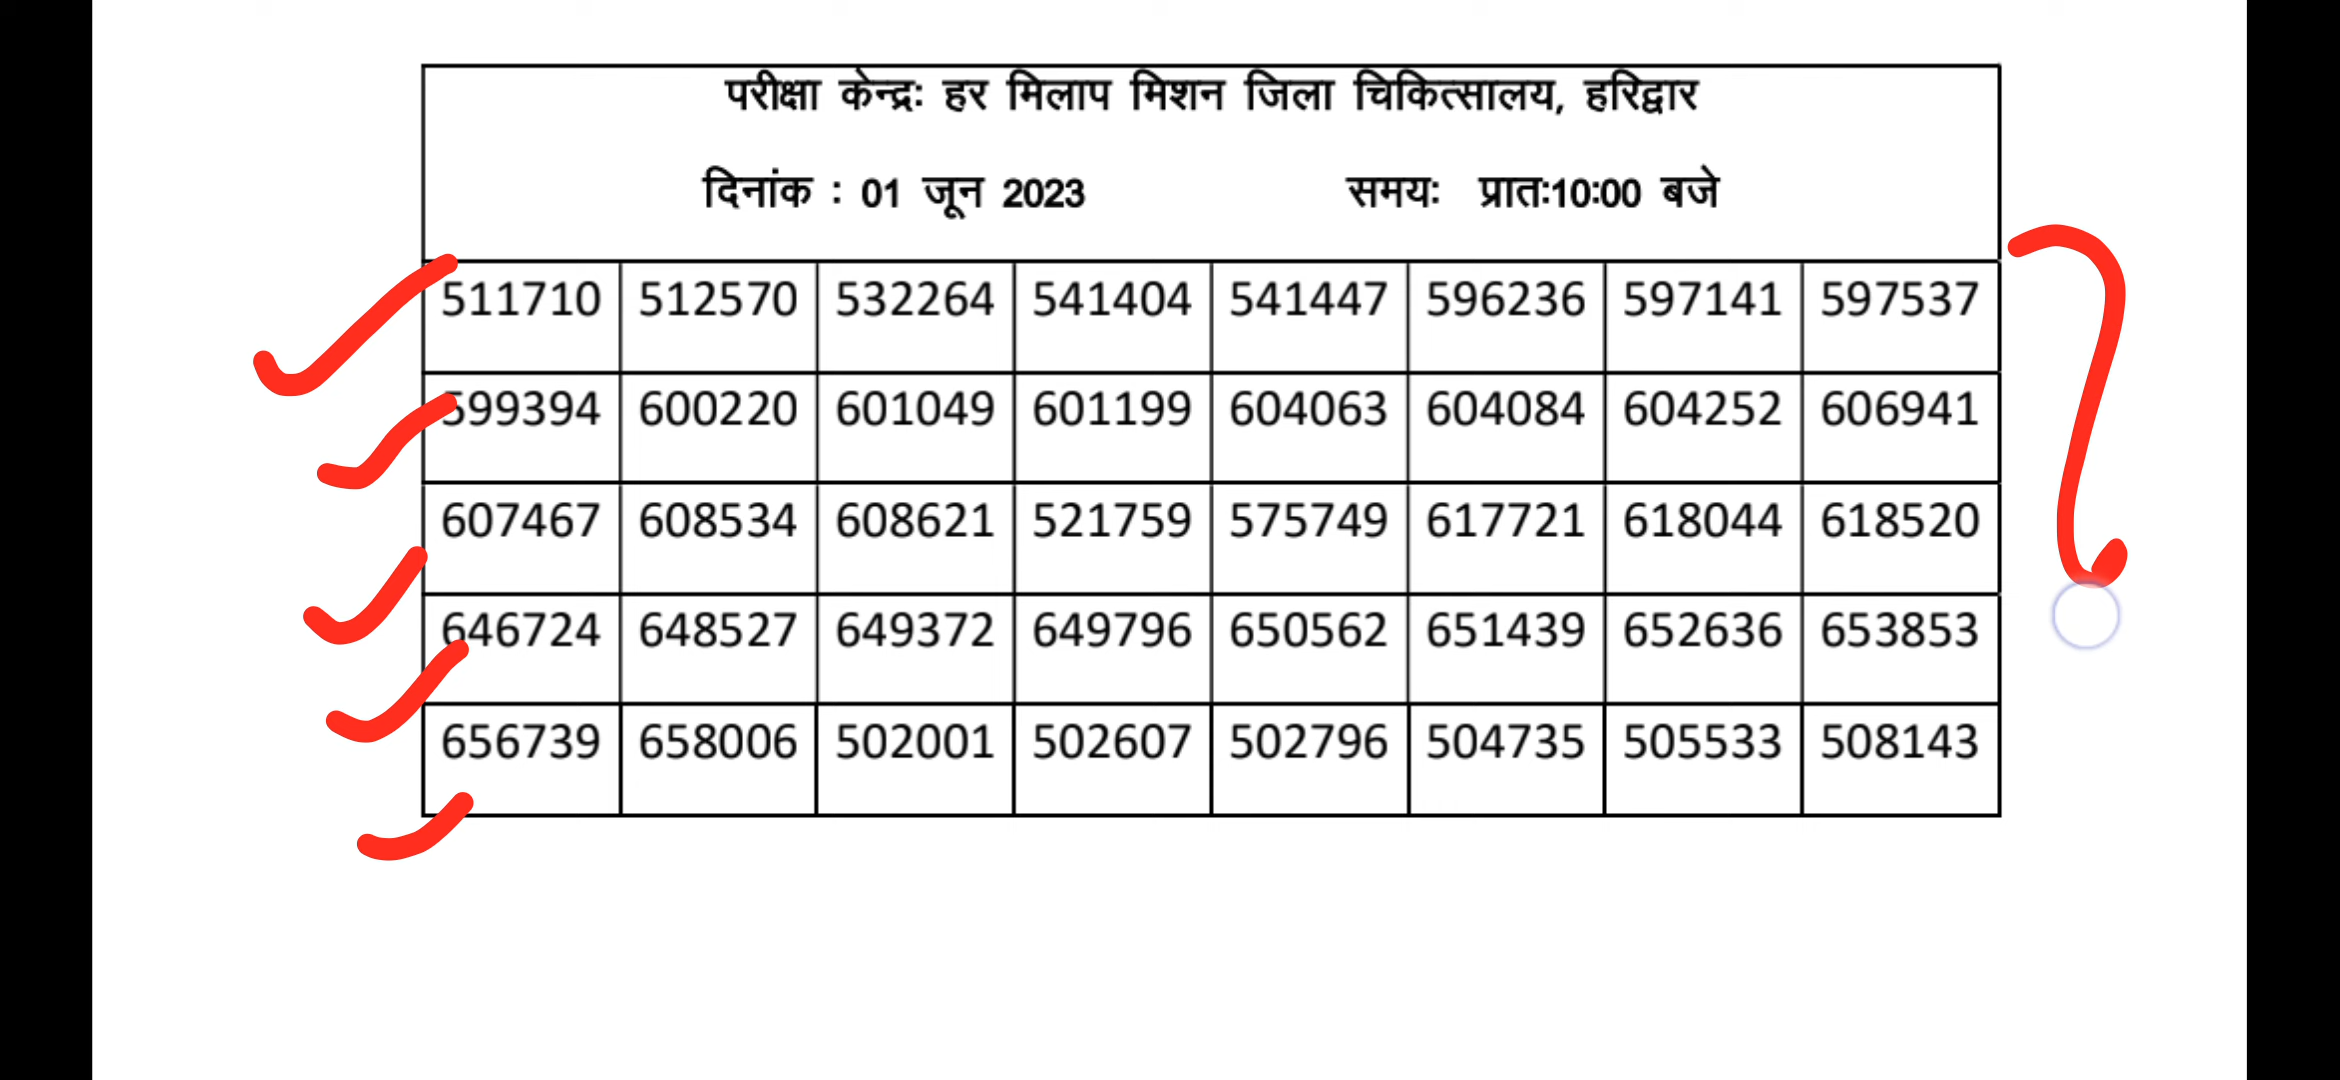 परीक्षा केन्द्रः हर मिलाप मिशन जिला चिकित्सालय, हरिद्वार
दिनांक : 01 जून 2023 समयः प्रातः10:00 बजे
511710 512570 532264 541404 541447 596236 597141 597537
599394 600220 601049 601199 604063 604084 604252 606941
607467 608534 608621 521759 575749 617721 618044 618520
646724 648527 649372 649796 650562 651439 652636 653853
656739 658006 502001 502607 502796 504735 505533 508143